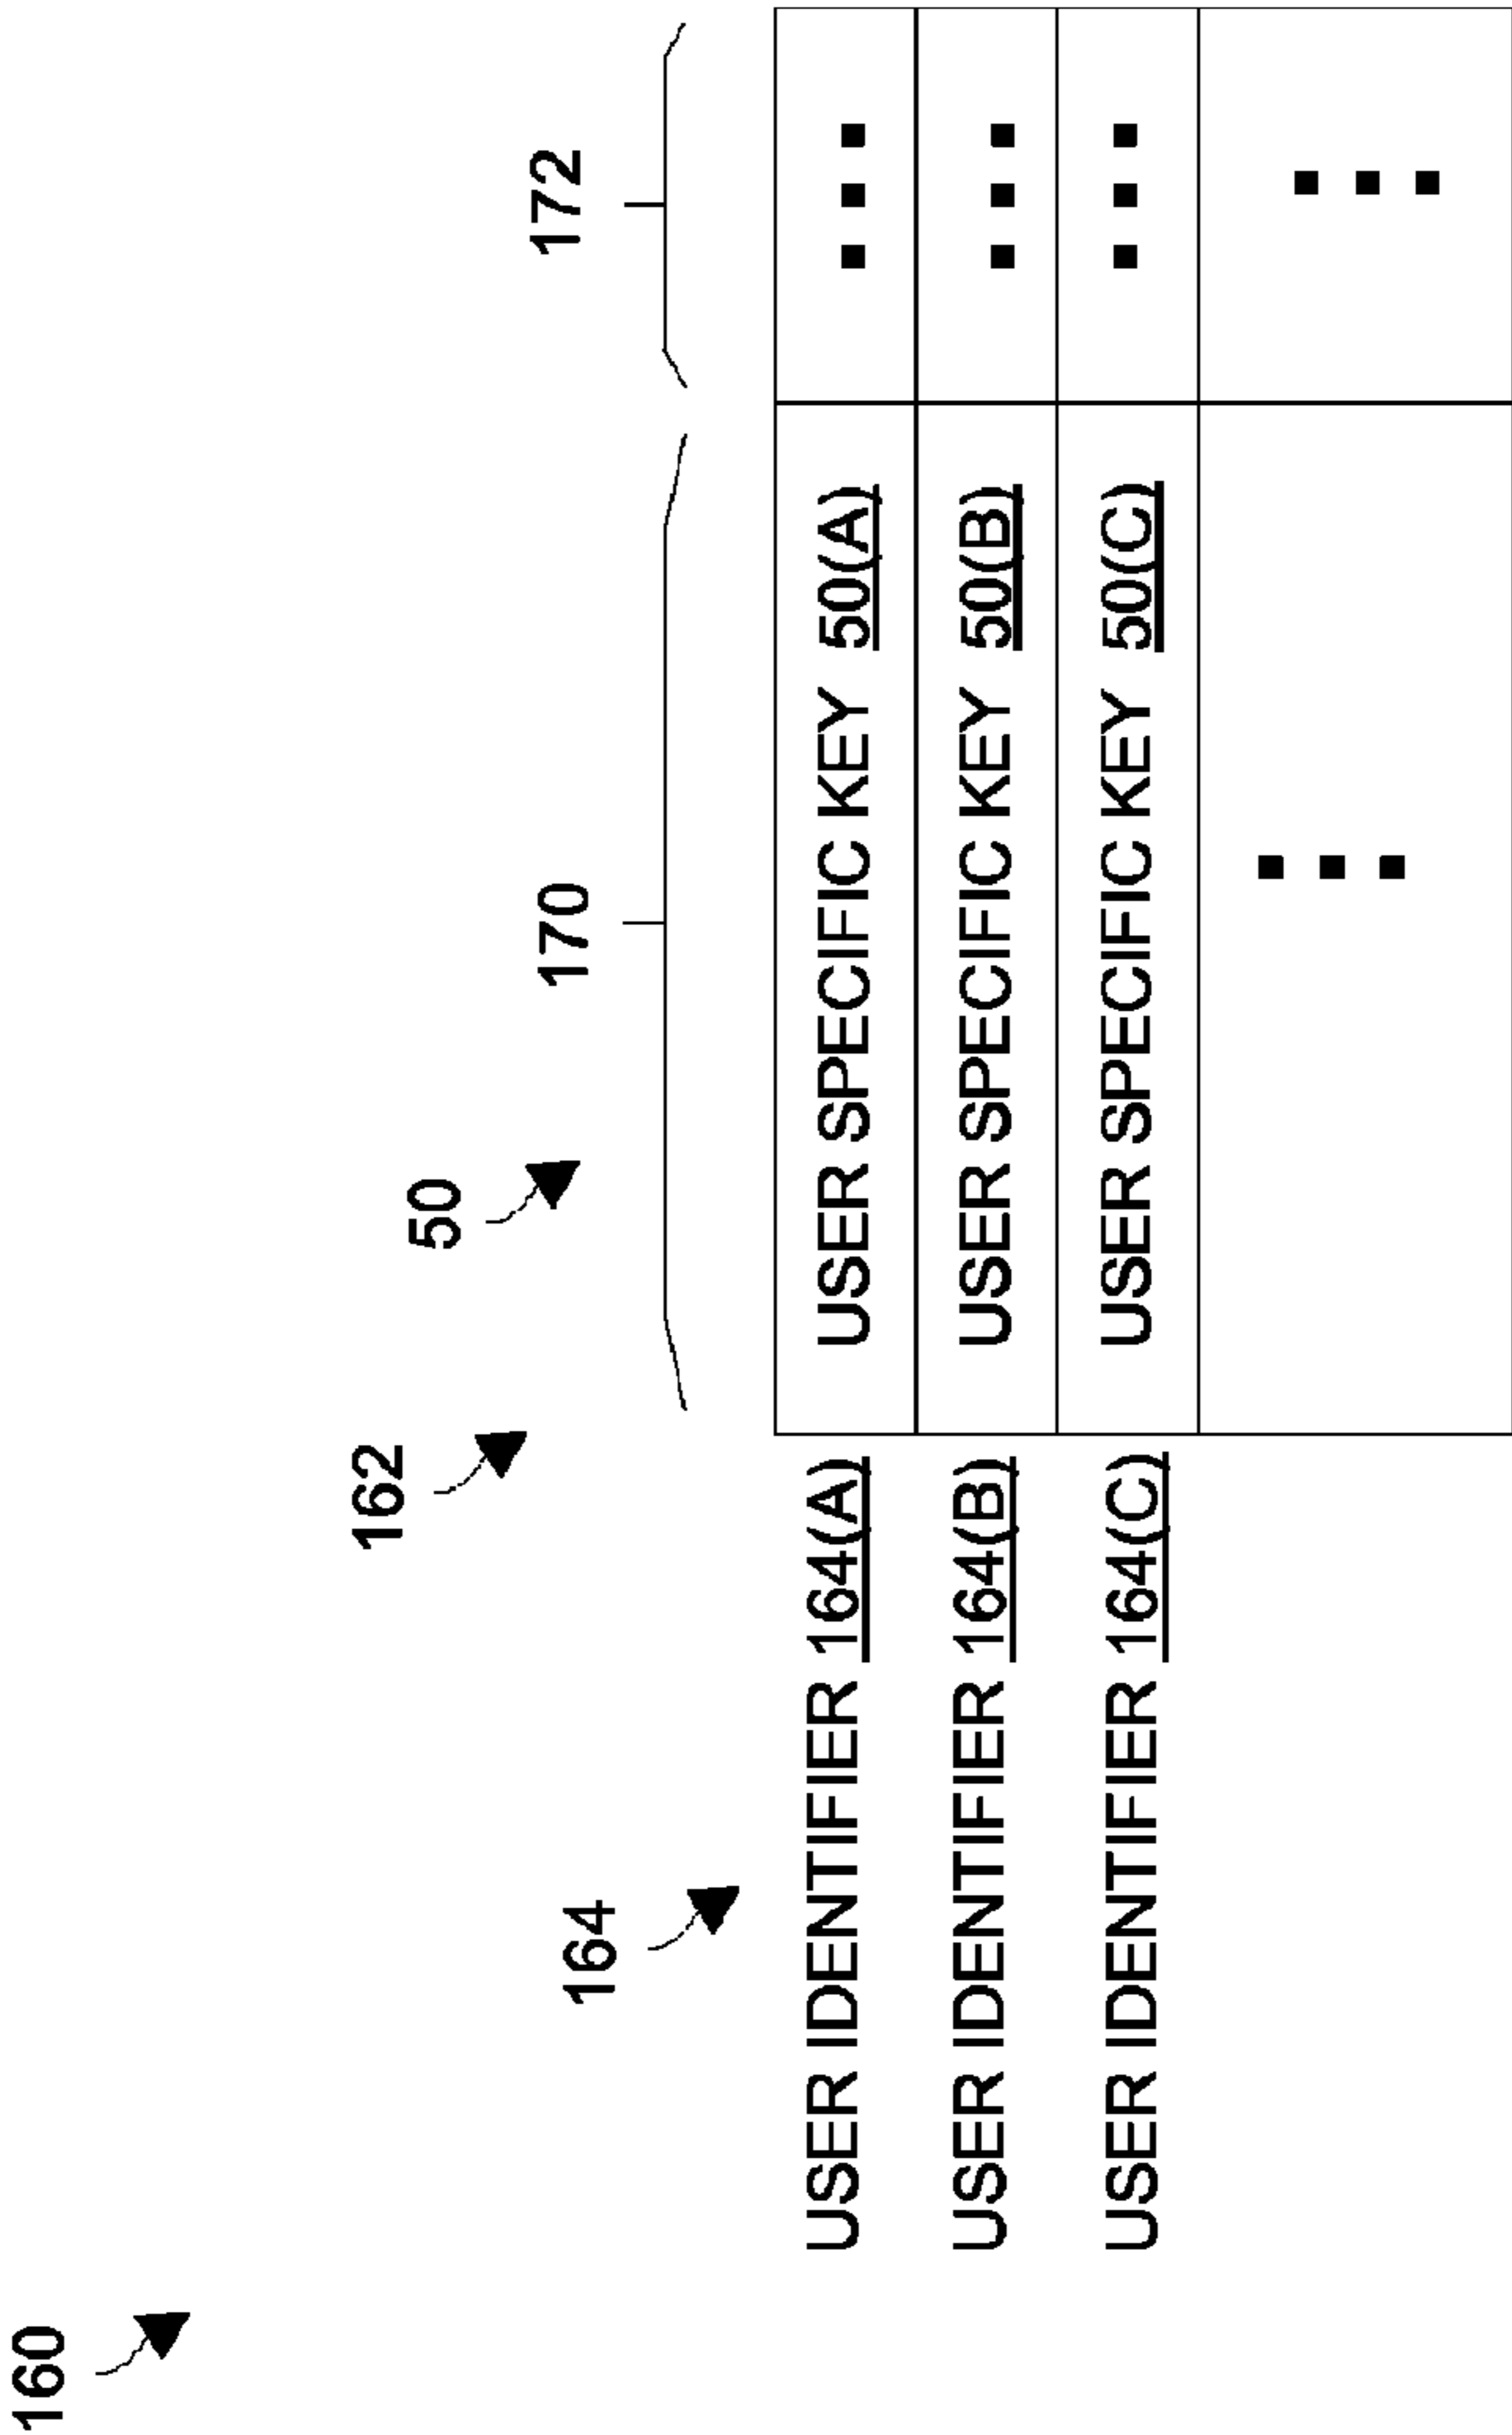 160
162
50
170
172
164
USER IDENTIFIER 164(A) USER SPECIFIC KEY 50(A)
USER IDENTIFIER 164(B) USER SPECIFIC KEY 50(B)
USER IDENTIFIER 164(C) USER SPECIFIC KEY 50(C)